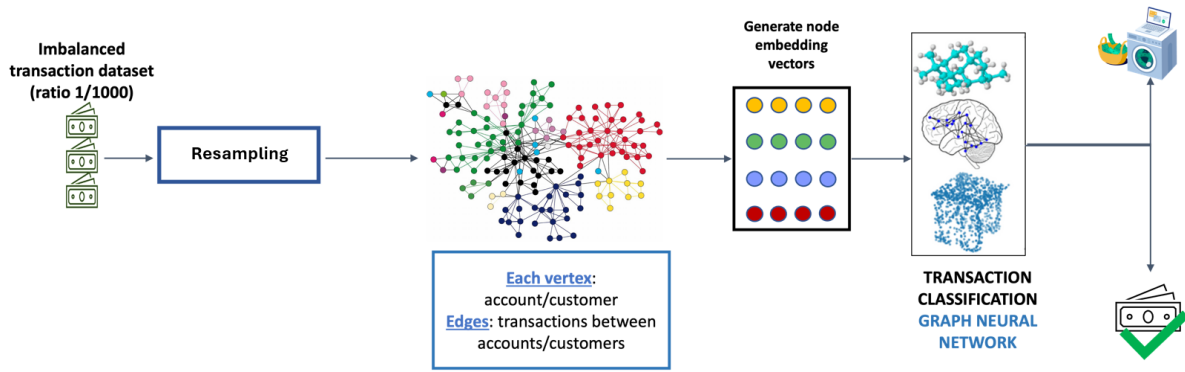 Imbalanced
transaction dataset
(ratio 1/1000)
Resampling
Each vertex:
account/customer
Edges: transactions between
accounts/customers
Generate node
embedding
vectors
TRANSACTION
CLASSIFICATION
GRAPH NEURAL
NETWORK